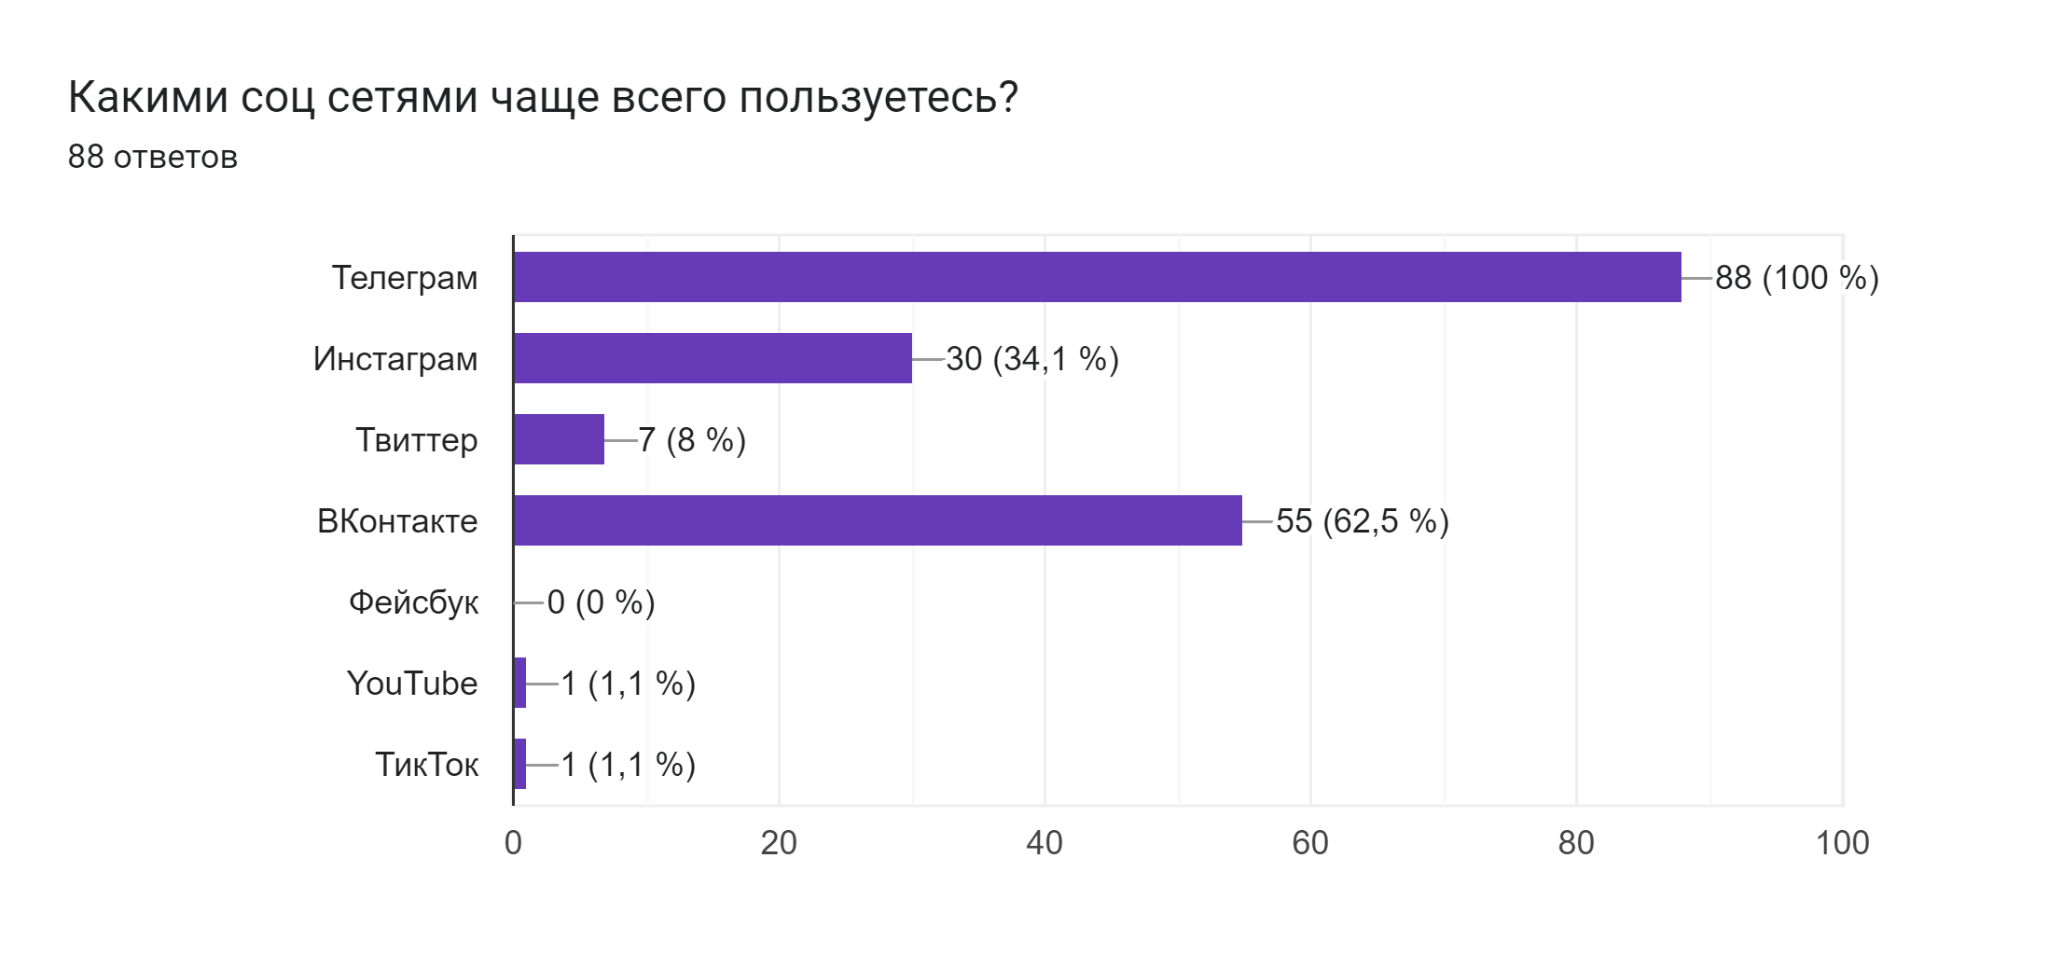 Какими соц сетями чаще всего пользуетесь?
88 ответов
Телеграм 88 (100 %)
Инстаграм 30 (34,1 %)
Твиттер 7 (8 %)
ВКонтакте 55 (62,5 %)
Фейсбук 0 (0 %)
YouTube 1 (1,1 %)
ТикТок 1 (1,1 %)
0 20 40 60 80 100